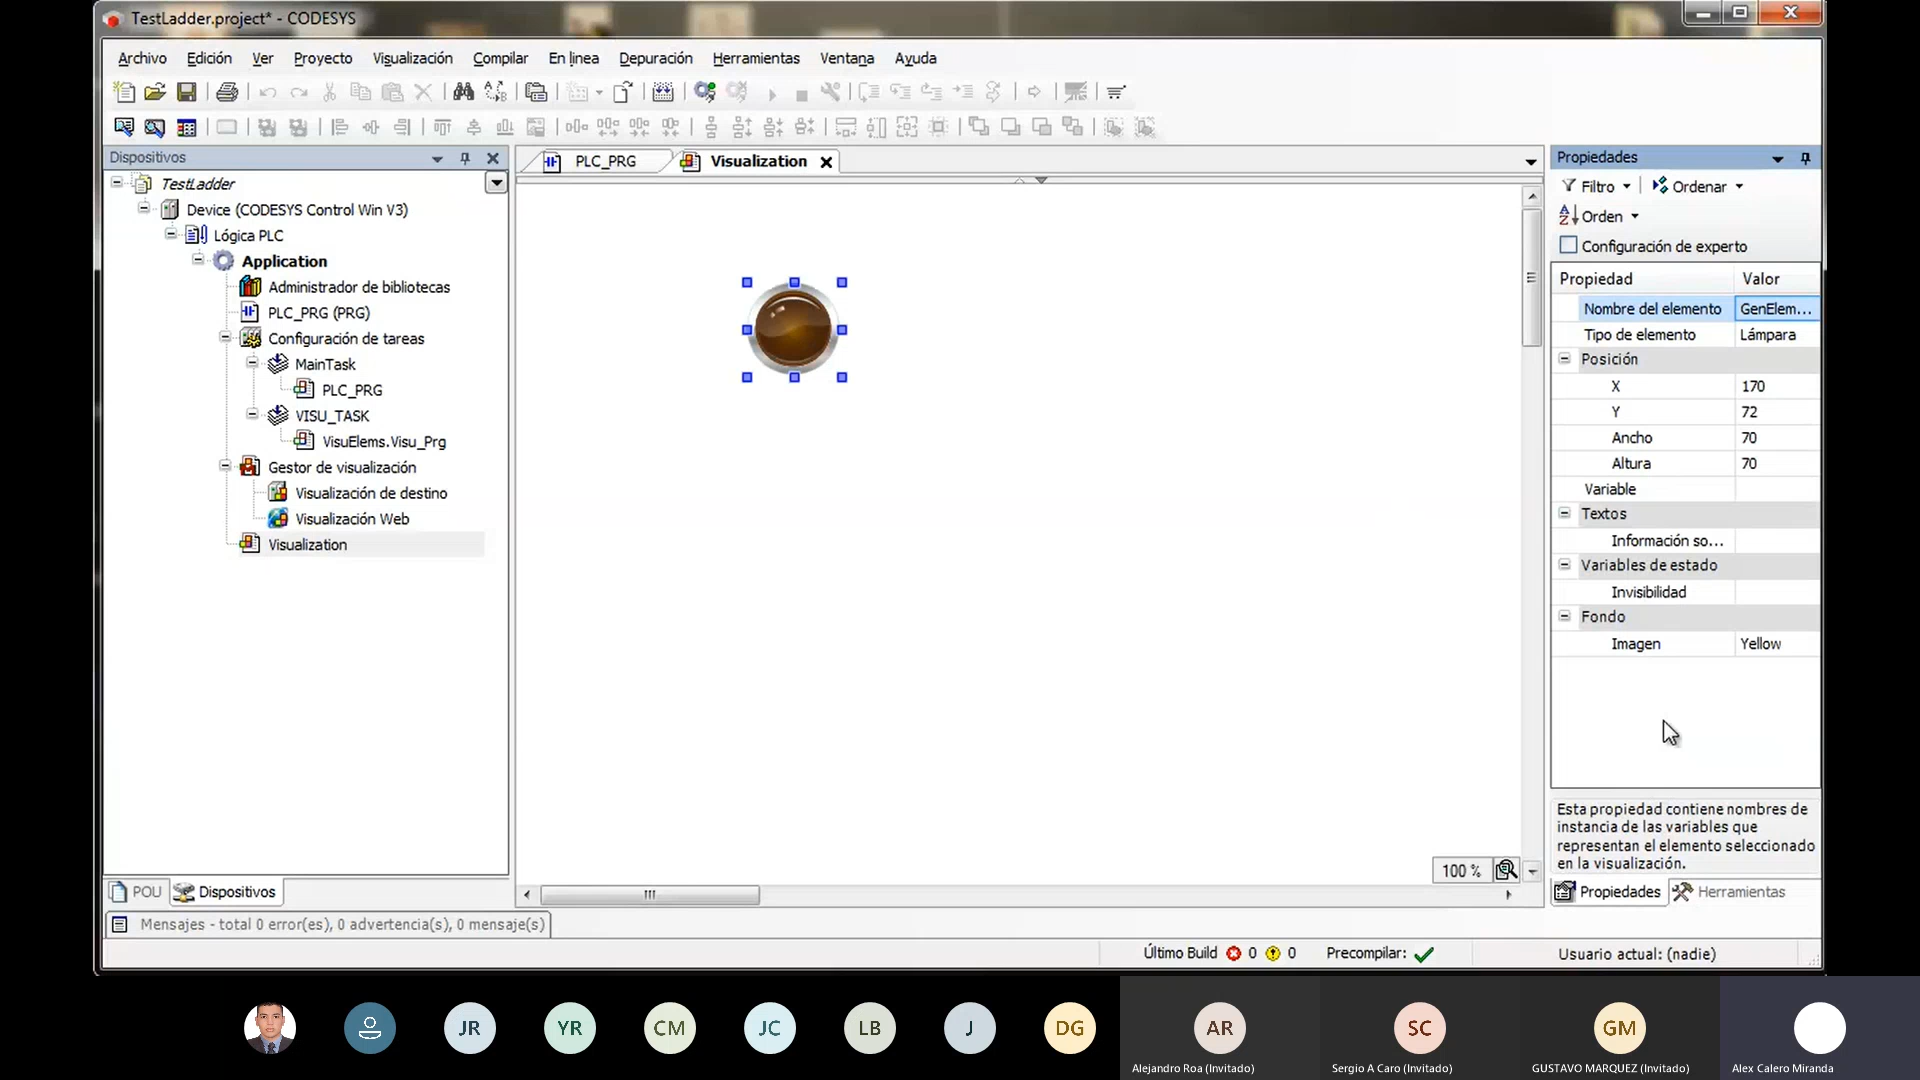 TestLadder.project* - CODESYS
Archivo Edición Ver Proyecto Visualización Compilar En línea Depuración Herramientas Ventana Ayuda
Dispositivos
TestLadder
Device (CODESYS Control Win V3)
Lógica PLC
Application
Administrador de bibliotecas
PLC_PRG (PRG)
Configuración de tareas
MainTask
PLC_PRG
VISU_TASK
VisuElems.Visu_Prg
Gestor de visualización
Visualización de destino
Visualización Web
Visualization
POU Dispositivos
PLC_PRG Visualization
100 %
Propiedades
Filtro Ordenar
Orden
Configuración de experto
Propiedad Valor
Nombre del elemento GenElem...
Tipo de elemento Lámpara
Posición
X 170
Y 72
Ancho 70
Altura 70
Variable
Textos
Información so...
Variables de estado
Invisibilidad
Fondo
Imagen Yellow
Esta propiedad contiene nombres de
instancia de las variables que
representan el elemento seleccionado
en la visualización.
Propiedades Herramientas
Mensajes - total 0 error(es), 0 advertencia(s), 0 mensaje(s)
Último Build 0 0 Precompilar: Usuario actual: (nadie)
JR YR CM JC LB J DG AR SC GM
Alejandro Roa (Invitado) Sergio A Caro (Invitado) GUSTAVO MARQUEZ (Invitado) Alex Calero Miranda